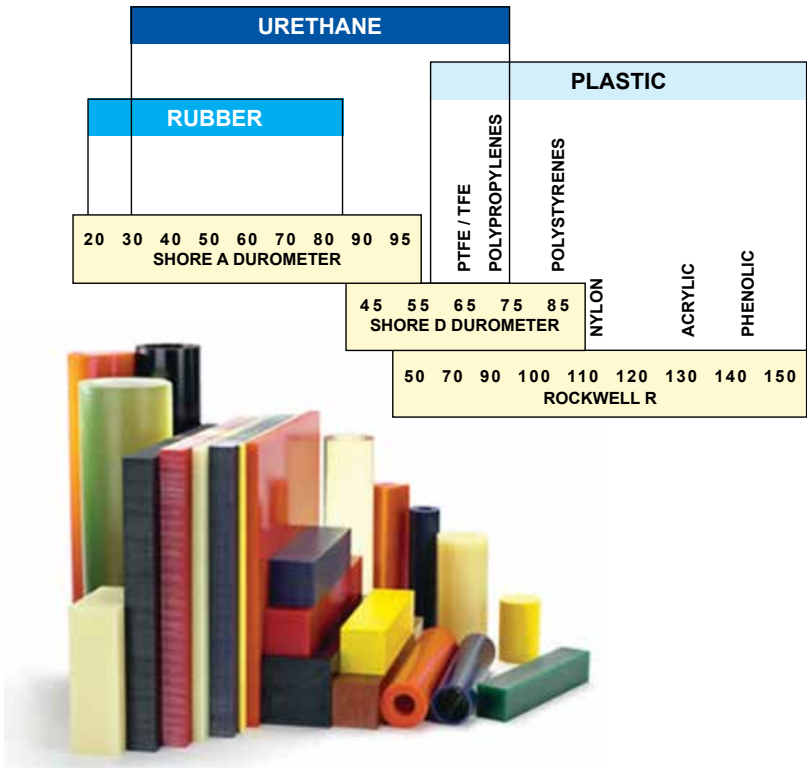 URETHANE
PLASTIC
RUBBER
PTFE / TFE
POLYPROPYLENES
POLYSTYRENES
NYLON
ACRYLIC
PHENOLIC
20 30 40 50 60 70 80 90 95
SHORE A DUROMETER
45 55 65 75 85
SHORE D DUROMETER
50 70 90 100 110 120 130 140 150
ROCKWELL R